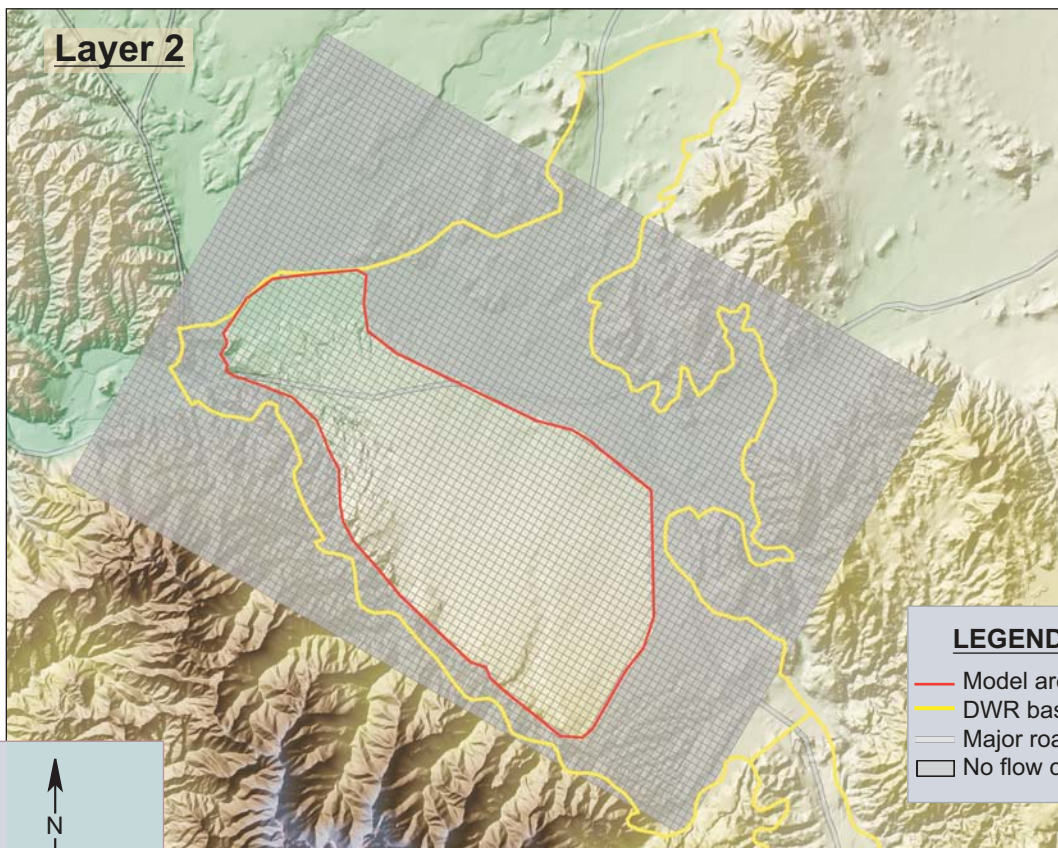 Layer 2
LEGEND
Model are
DWR bas
Major roa
No flow c
N